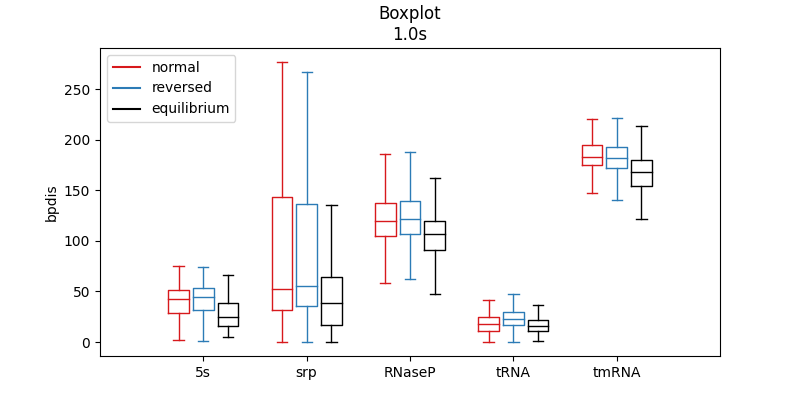 Boxplot
1.0s
normal
reversed
equilibrium
bpdis
250
200
150
100
50
0
5s
srp
RNaseP
tRNA
tmRNA